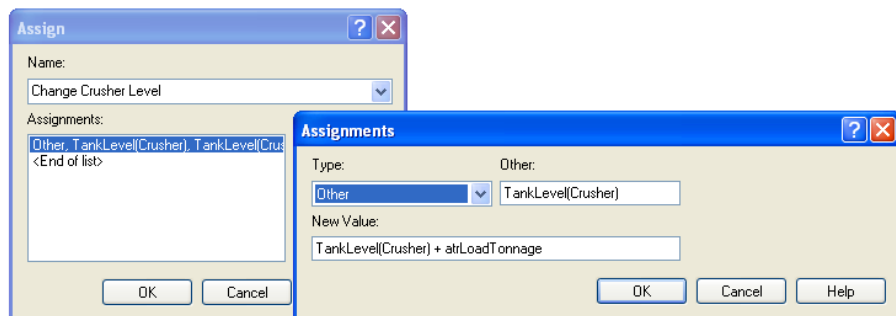 Assign
Name:
Change Crusher Level
Assignments:
Other, TankLevel(Crusher), TankLevel(Crus
<End of list>
OK Cancel
Assignments
Type: Other:
Other TankLevel(Crusher)
New Value:
TankLevel(Crusher) + atrLoadTonnage
OK Cancel Help